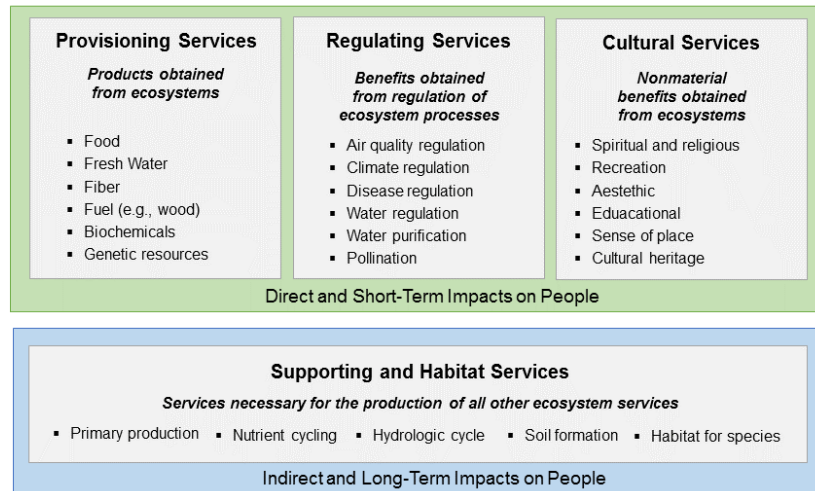 Provisioning Services
Products obtained
from ecosystems
▪ Food
▪ Fresh Water
▪ Fiber
▪ Fuel (e.g., wood)
▪ Biochemicals
▪ Genetic resources
Regulating Services
Benefits obtained
from regulation of
ecosystem processes
▪ Air quality regulation
▪ Climate regulation
▪ Disease regulation
▪ Water regulation
▪ Water purification
▪ Pollination
Cultural Services
Nonmaterial
benefits obtained
from ecosystems
▪ Spiritual and religious
▪ Recreation
▪ Aestethic
▪ Eduacational
▪ Sense of place
▪ Cultural heritage
Direct and Short-Term Impacts on People
Supporting and Habitat Services
Services necessary for the production of all other ecosystem services
▪ Primary production ▪ Nutrient cycling ▪ Hydrologic cycle ▪ Soil formation ▪ Habitat for species
Indirect and Long-Term Impacts on People